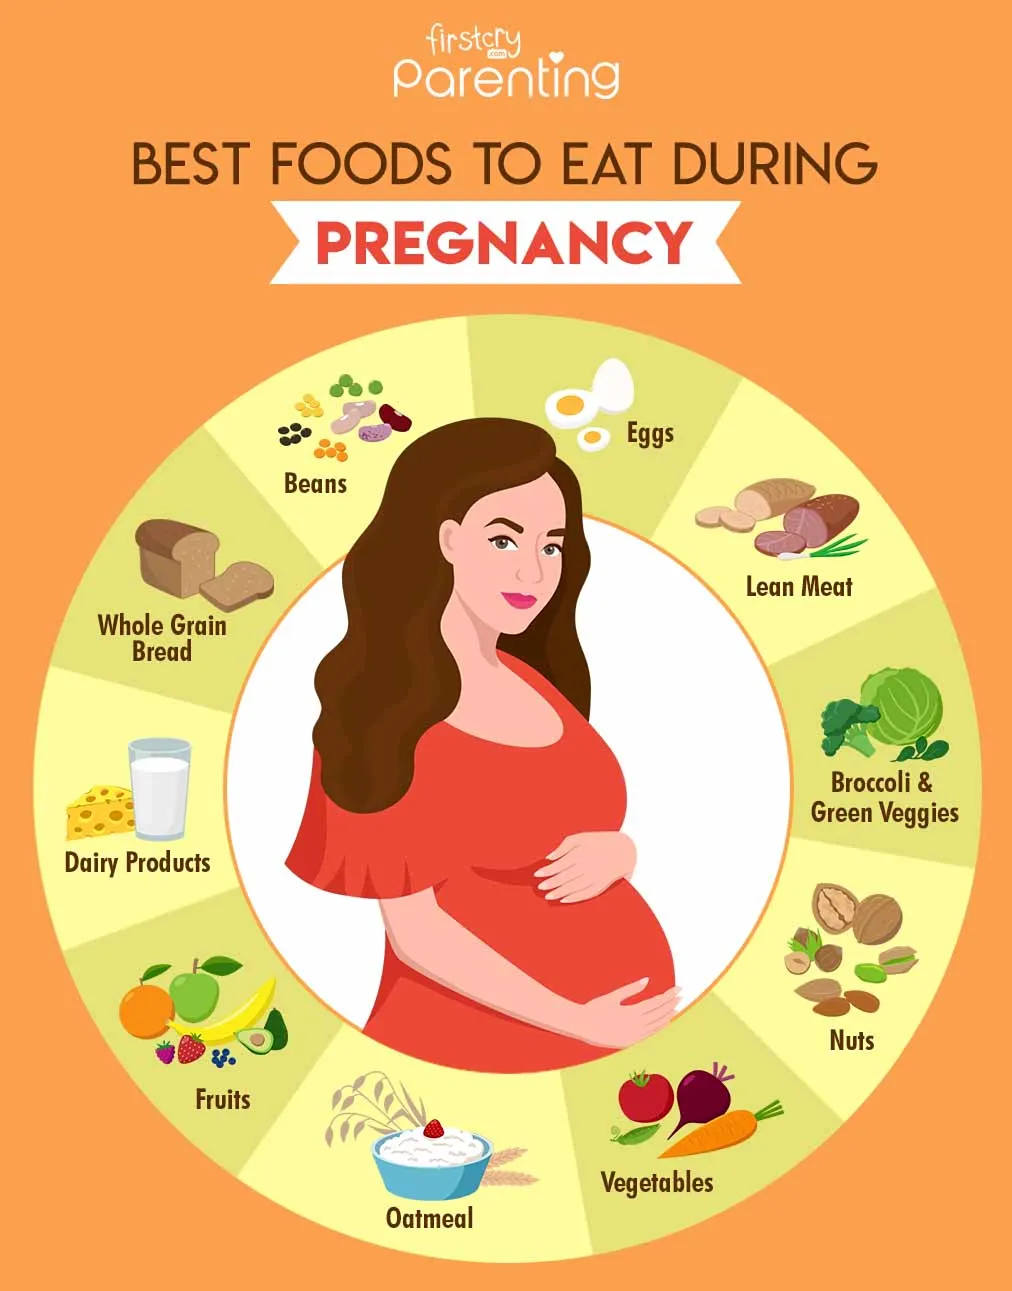 firstcry
.com
Parenting
BEST FOODS TO EAT DURING
PREGNANCY
Eggs
Lean Meat
Broccoli &
Green Veggies
Nuts
Vegetables
Oatmeal
Fruits
Dairy Products
Whole Grain
Bread
Beans